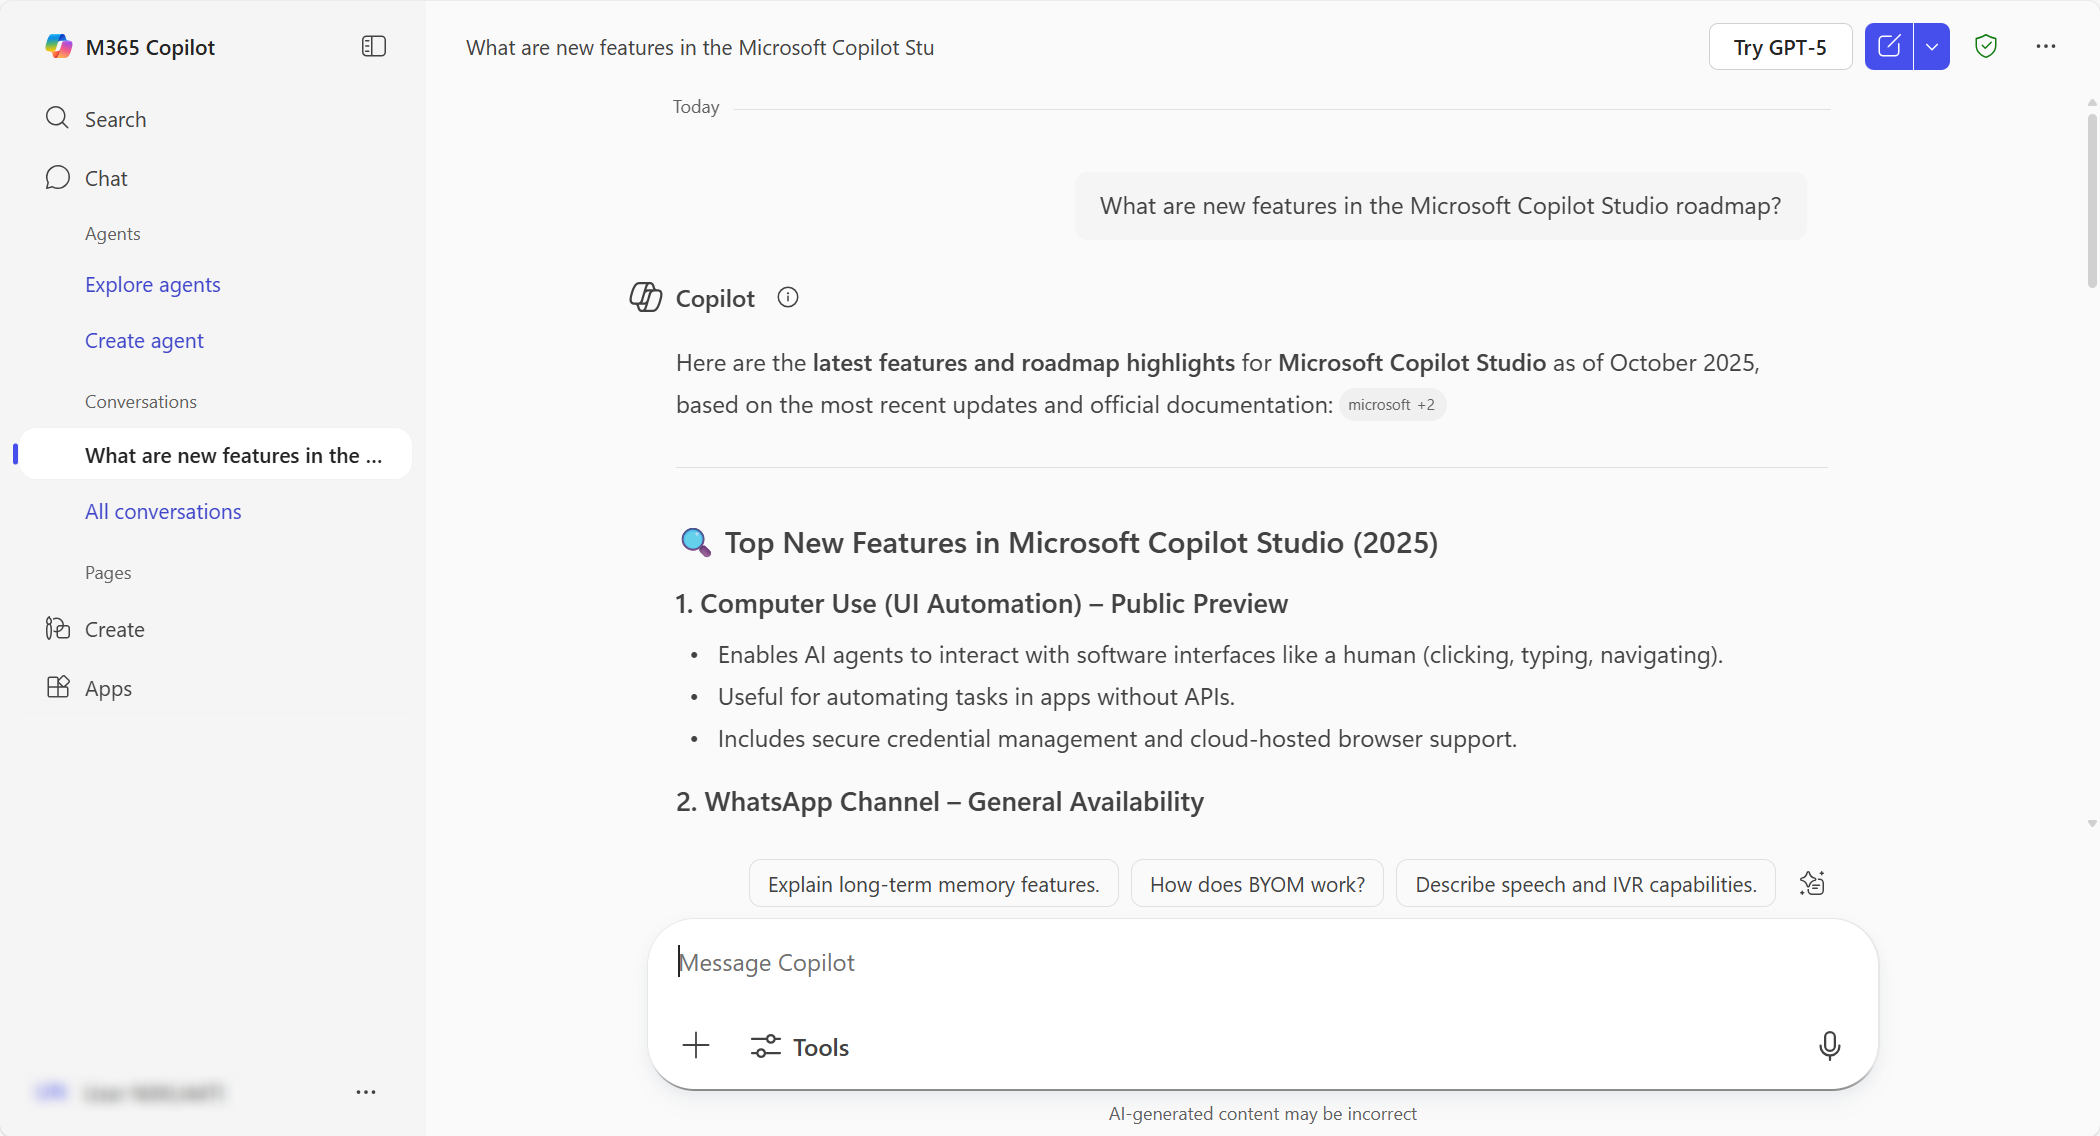 M365 Copilot
Search
Chat
Agents
Explore agents
Create agent
Conversations
What are new features in the ...
All conversations
Pages
Create
Apps
What are new features in the Microsoft Copilot Stu
Try GPT-5
Today
What are new features in the Microsoft Copilot Studio roadmap?
Copilot
Here are the latest features and roadmap highlights for Microsoft Copilot Studio as of October 2025,
based on the most recent updates and official documentation: microsoft +2
Top New Features in Microsoft Copilot Studio (2025)
1. Computer Use (UI Automation) – Public Preview
• Enables AI agents to interact with software interfaces like a human (clicking, typing, navigating).
• Useful for automating tasks in apps without APIs.
• Includes secure credential management and cloud-hosted browser support.
2. WhatsApp Channel – General Availability
Explain long-term memory features.
How does BYOM work?
Describe speech and IVR capabilities.
Message Copilot
Tools
AI-generated content may be incorrect